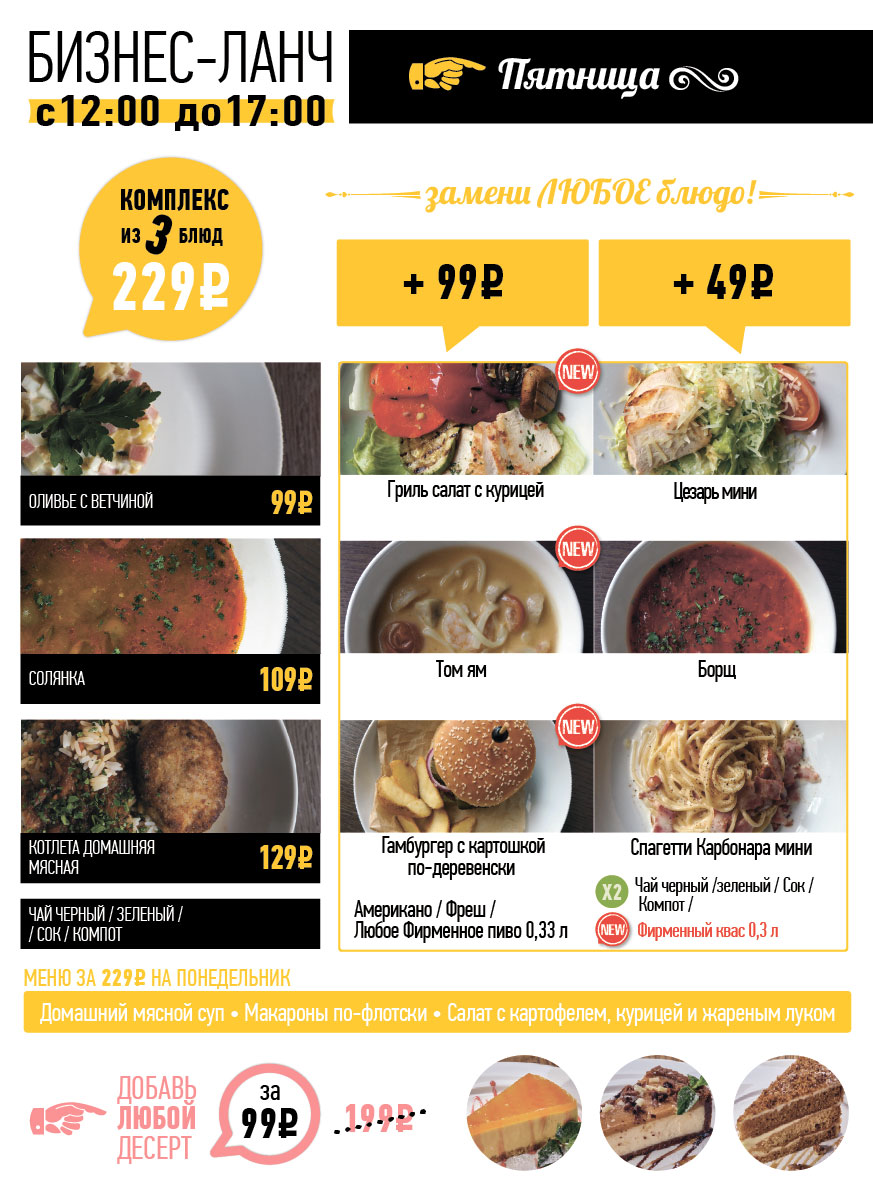 БИЗНЕС-ЛАНЧ
с 12:00 до 17:00
Пятница
КОМПЛЕКС
ИЗ 3 БЛЮД
229₽
замени ЛЮБОЕ блюдо!
+ 99₽
+ 49₽
ОЛИВЬЕ С ВЕТЧИНОЙ 99₽
NEW
Гриль салат с курицей
Цезарь мини
СОЛЯНКА 109₽
NEW
Том ям
Борщ
КОТЛЕТА ДОМАШНЯЯ
МЯСНАЯ
129₽
ЧАЙ ЧЕРНЫЙ / ЗЕЛЕНЫЙ /
/ СОК / КОМПОТ
NEW
Гамбургер с картошкой
по-деревенски
Американо / Фреш /
Любое Фирменное пиво 0,33 л
Спагетти Карбонара мини
X2
Чай черный /зеленый / Сок /
Компот /
NEW
Фирменный квас 0,3 л
МЕНЮ ЗА 229₽ НА ПОНЕДЕЛЬНИК
Домашний мясной суп • Макароны по-флотски • Салат с картофелем, курицей и жареным луком
ДОБАВЬ
ЛЮБОЙ
ДЕСЕРТ
за
99₽
199₽